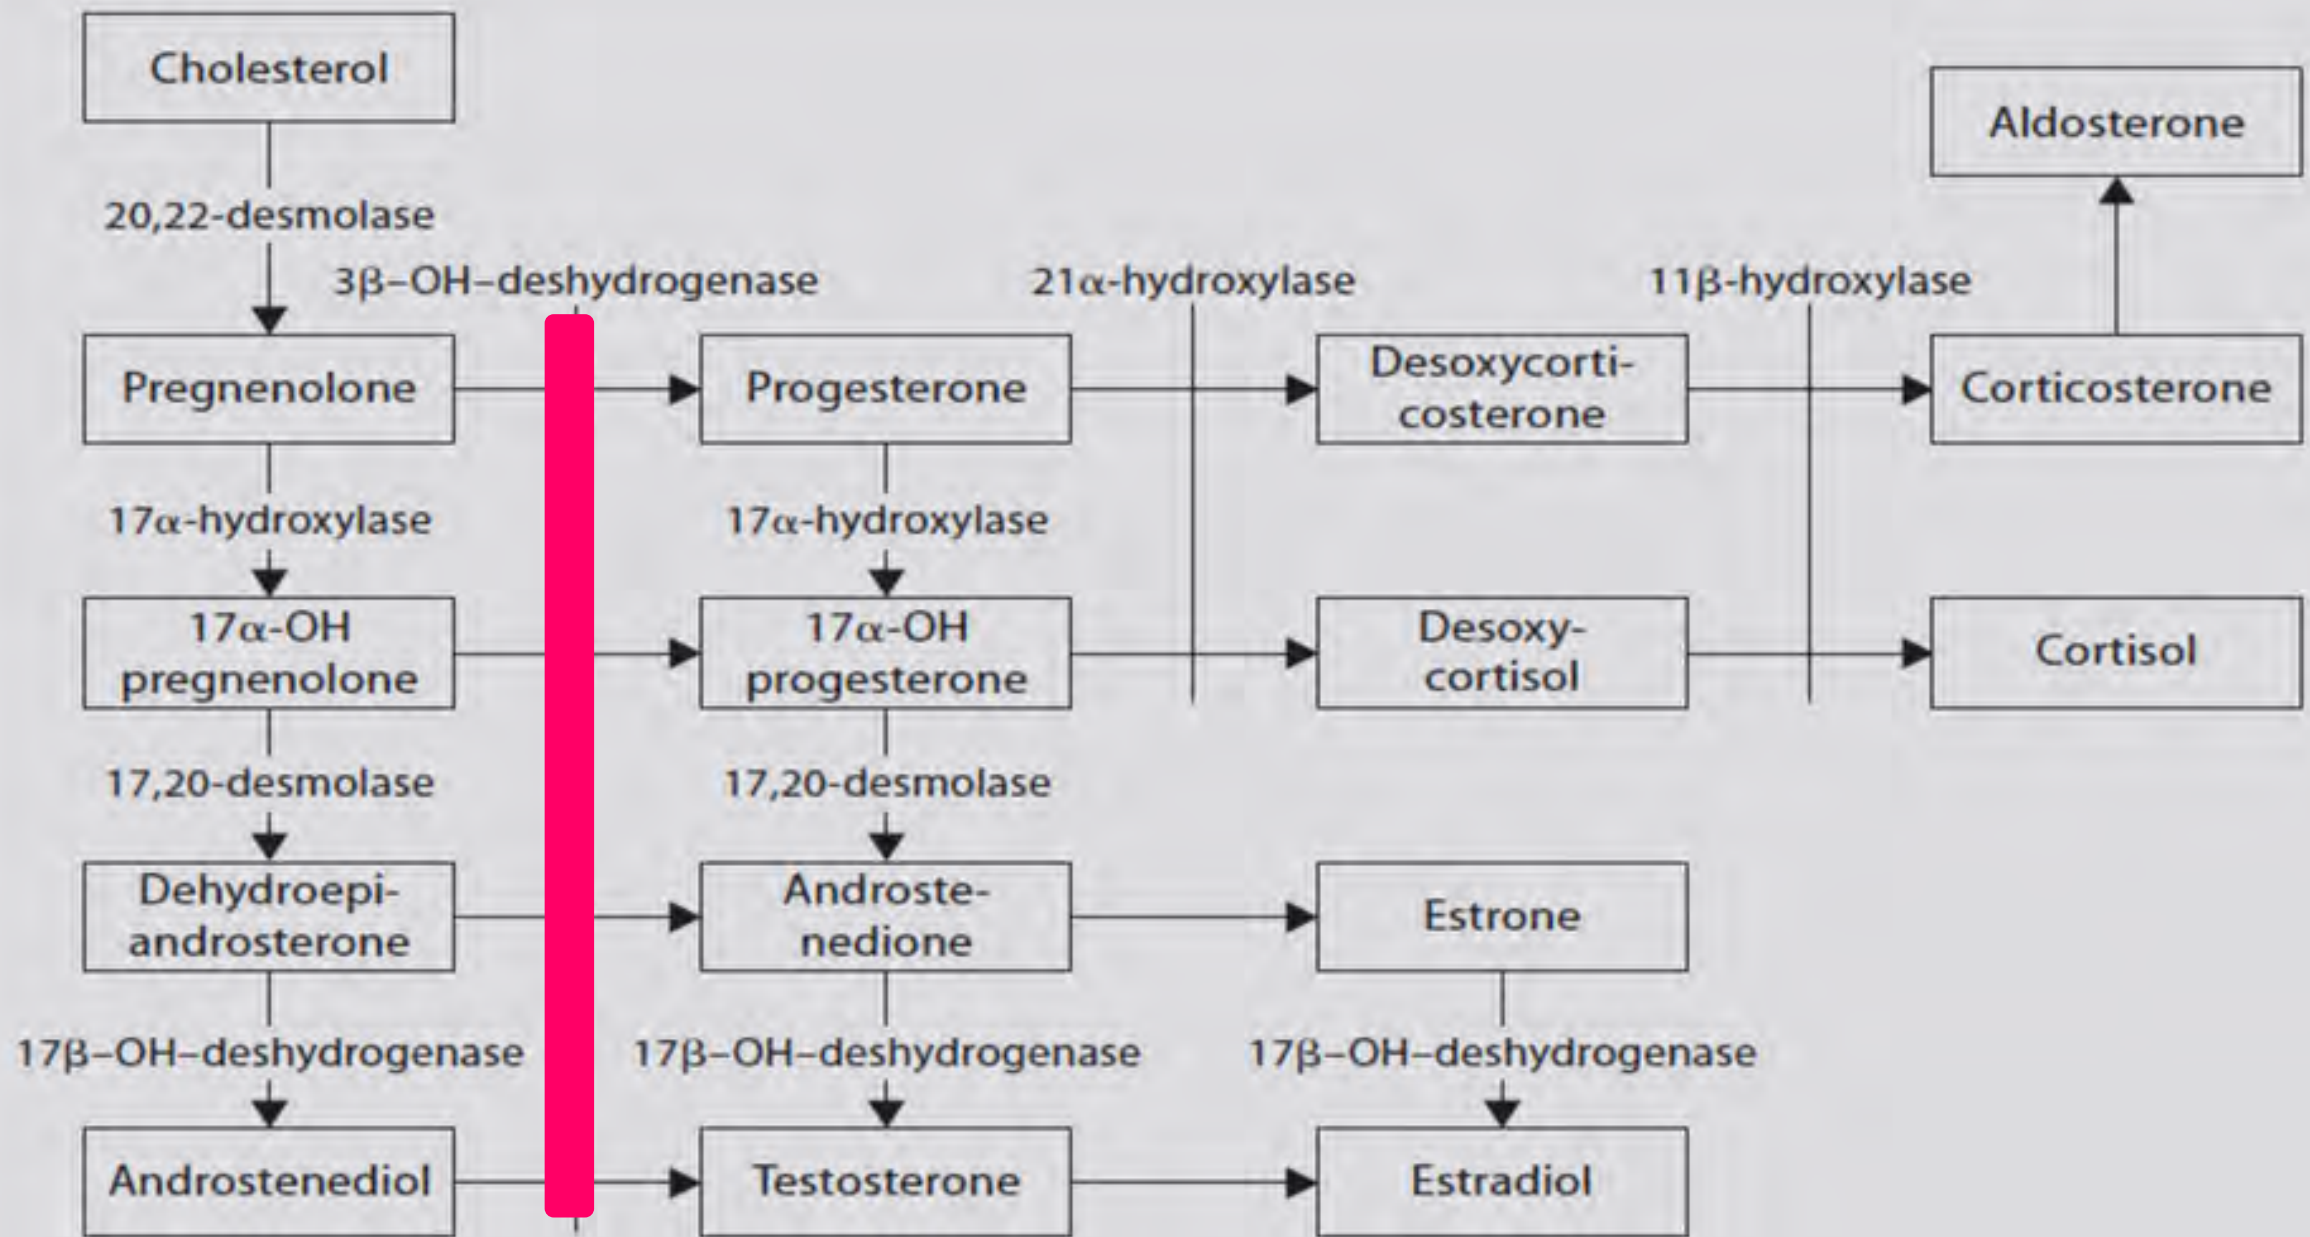 Cholesterol
Aldosterone
20,22-desmolase
3β–OH–deshydrogenase
21α-hydroxylase
11β-hydroxylase
Pregnenolone
Progesterone
Desoxycorti-
costerone
Corticosterone
17α-hydroxylase
17α-hydroxylase
17α-OH
pregnenolone
17α-OH
progesterone
Desoxy-
cortisol
Cortisol
17,20-desmolase
17,20-desmolase
Dehydroepi-
androsterone
Androste-
nedione
Estrone
17β–OH–deshydrogenase
17β–OH–deshydrogenase
17β–OH–deshydrogenase
Androstenediol
Testosterone
Estradiol